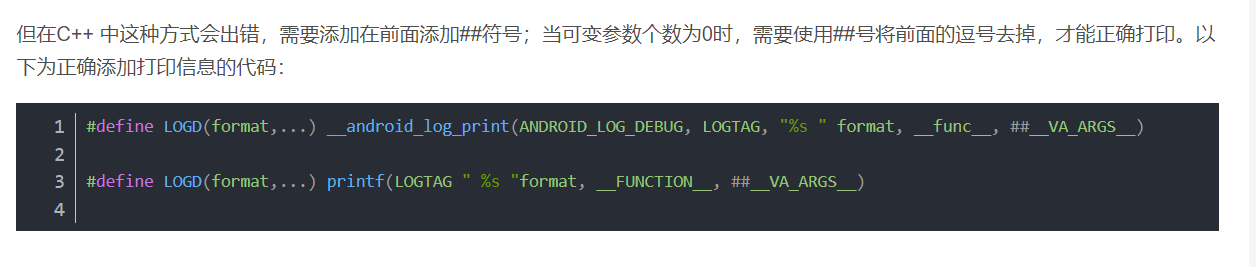 但在C++ 中这种方式会出错，需要添加在前面添加##符号；当可变参数个数为0时，需要使用##号将前面的逗号去掉，才能正确打印。以
下为正确添加打印信息的代码：
1 #define LOGD(format,...) __android_log_print(ANDROID_LOG_DEBUG, LOGTAG, "%s " format, __func__, ##__VA_ARGS__)
2
3 #define LOGD(format,...) printf(LOGTAG " %s "format, __FUNCTION__, ##__VA_ARGS__)
4